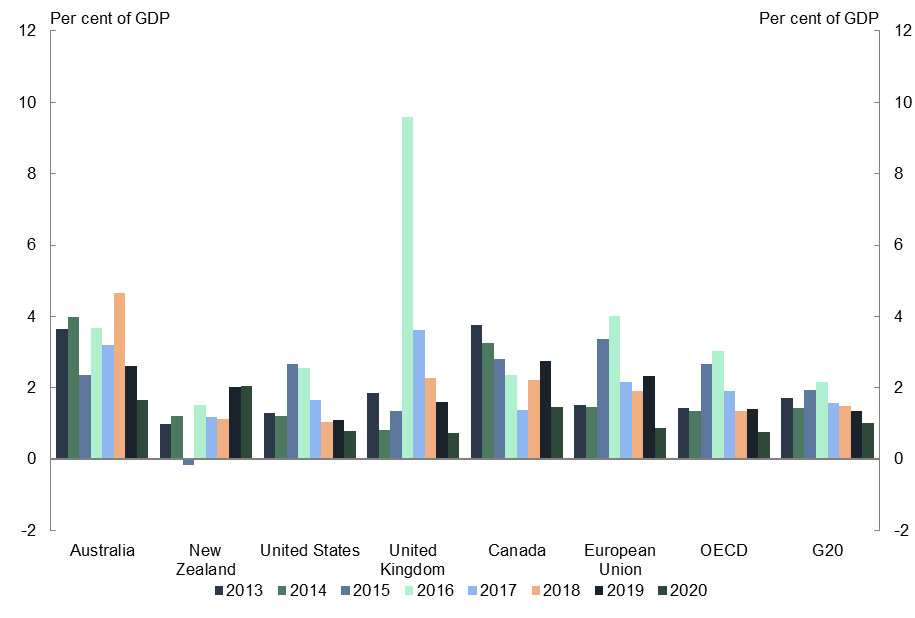 Per cent of GDP Per cent of GDP
12 12
10 10
8 8
6 6
4 4
2 2
0 0
-2 -2
Australia New Zealand United States United Kingdom Canada European Union OECD G20
2013 2014 2015 2016 2017 2018 2019 2020